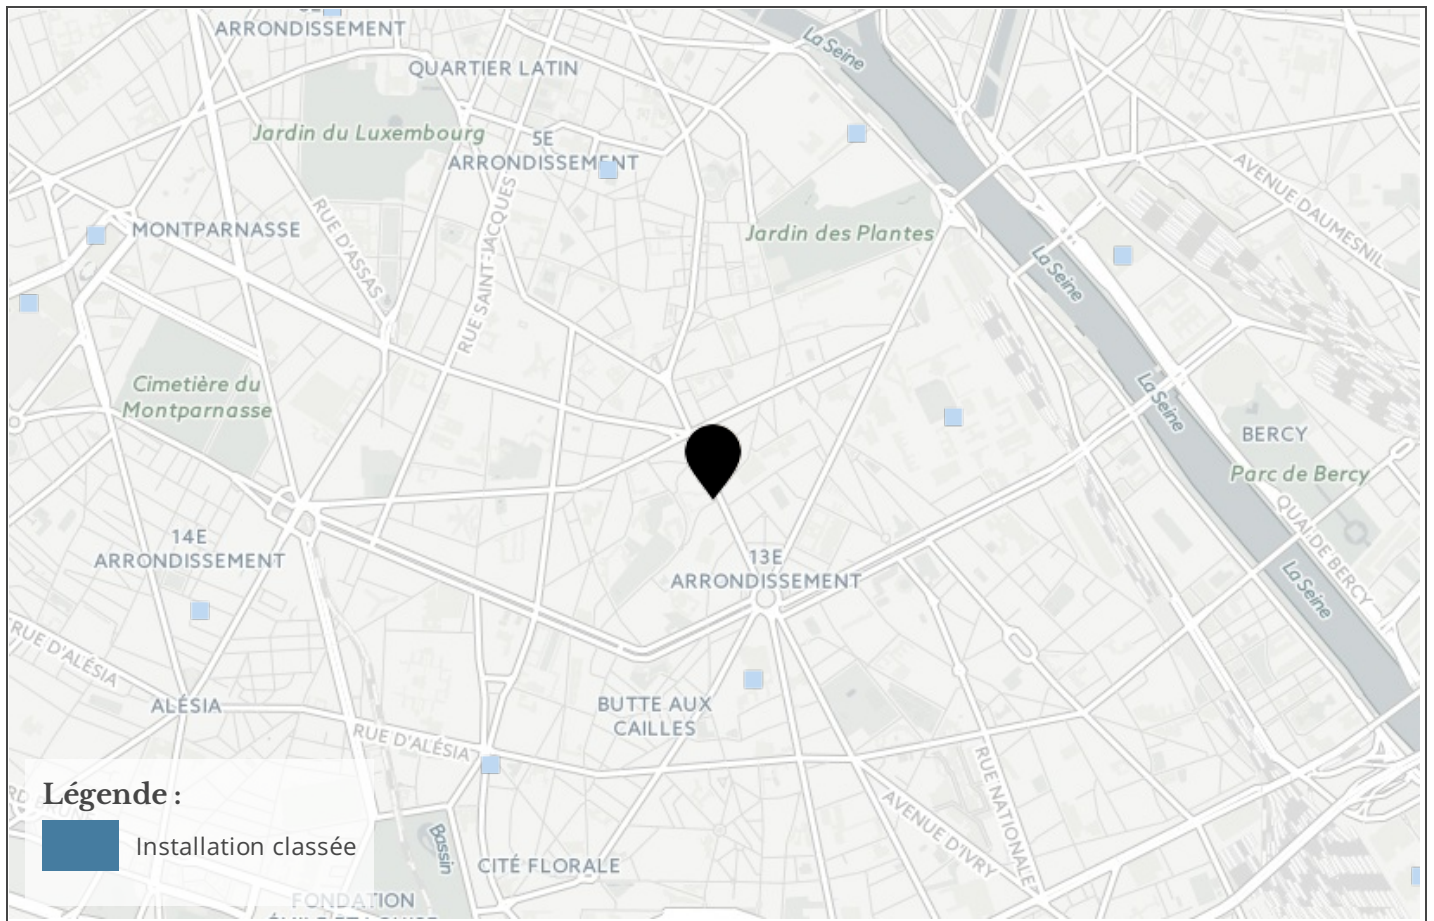 ARRONDISSEMENT
QUARTIER LATIN
La Seine
Jardin du Luxembourg
5E
ARRONDISSEMENT
AVENUE DAUMESNIL
MONTPARNASSE
RUE D'ASSAS
RUE SAINT-JACQUES
Jardin des Plantes
La Seine
Cimetière du
Montparnasse
La Seine
BERCY
Parc de Bercy
QUAI DE BERCY
14E
ARRONDISSEMENT
13E
ARRONDISSEMENT
La Seine
RUE D'ALÉSIA
ALÉSIA
BUTTE AUX
CAILLES
RUE D'ALÉSIA
RUE NATIONALE
AVENUE D'IVRY
Légende :
Installation classée
Bassin
CITÉ FLORALE
FONDATION